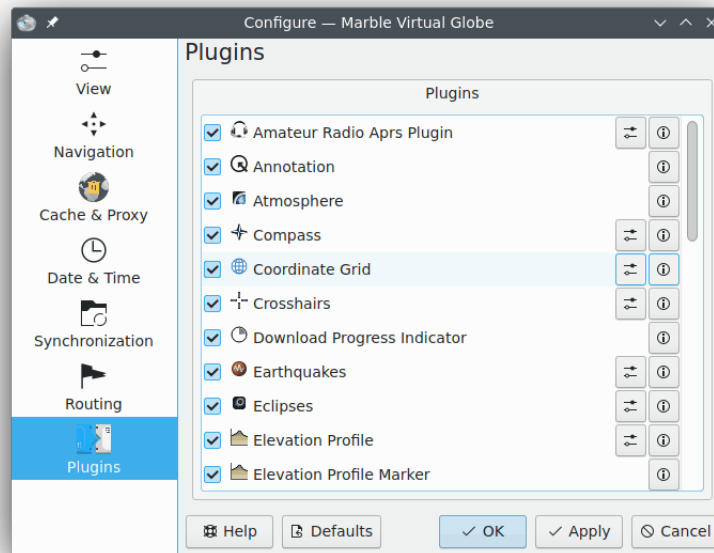 Configure — Marble Virtual Globe
View
Navigation
Cache & Proxy
Date & Time
Synchronization
Routing
Plugins
Plugins
Plugins
Amateur Radio Aprs Plugin
Annotation
Atmosphere
Compass
Coordinate Grid
Crosshairs
Download Progress Indicator
Earthquakes
Eclipses
Elevation Profile
Elevation Profile Marker
Help
Defaults
OK
Apply
Cancel